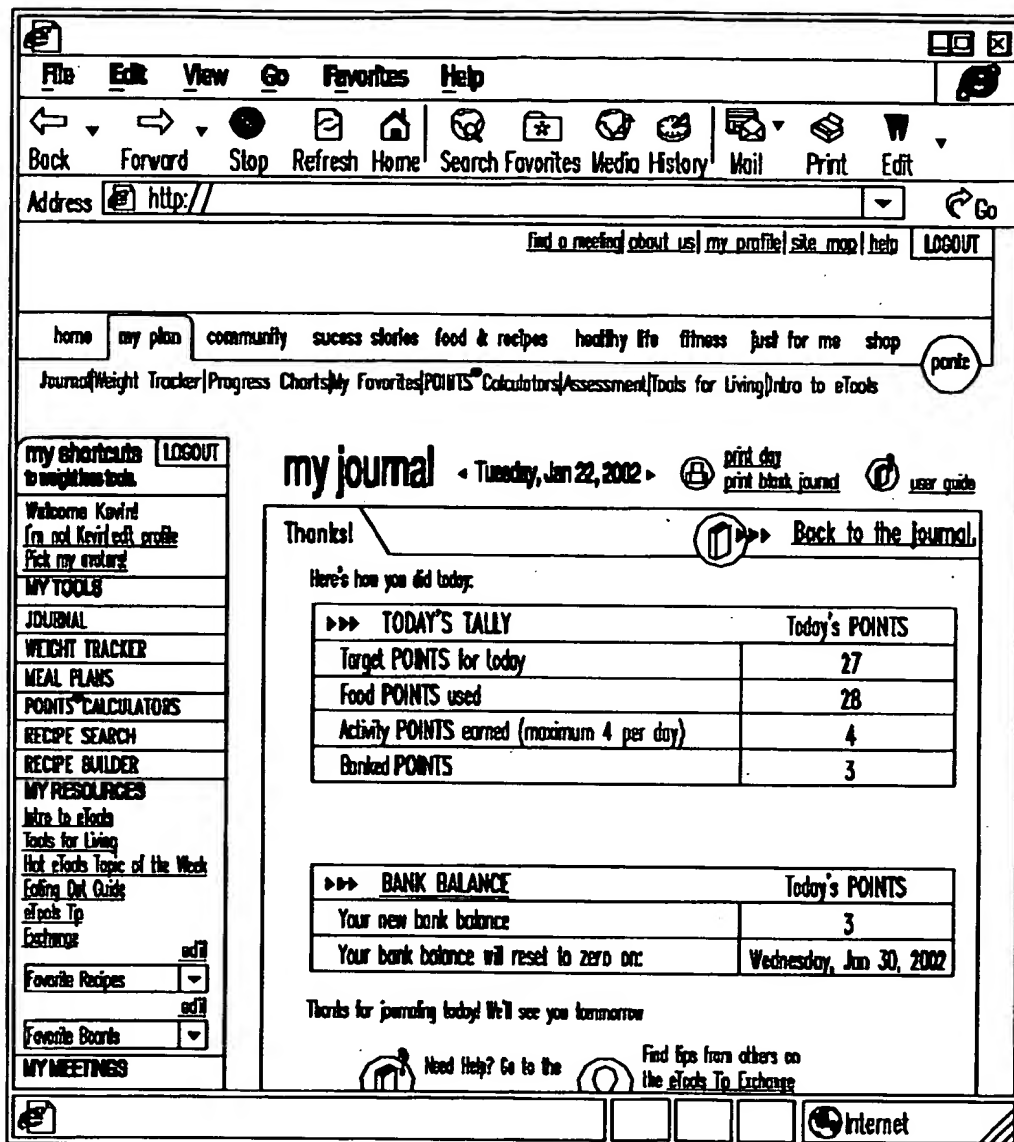 File Edit View Go Favorites Help
Back Forward Stop Refresh Home Search Favorites Media History Mail Print Edit
Address http:// Go
find a meeting| about us| my profile| site map| help LOGOUT
home my plan community sucess stories food & recipes healthy life fitness just for me shop
Journal|Weight Tracker|Progress Charts|My Favorites|POINTS Calculators|Assessment|Tools for Living|Intro to eTools
my shortcuts LOGOUT
to weight loss tools.
Welcome Kevin!
I'm not Kevin|edit profile
Pick my avatar!
MY TOOLS
JOURNAL
WEIGHT TRACKER
MEAL PLANS
POINTS CALCULATORS
RECIPE SEARCH
RECIPE BUILDER
MY RESOURCES
Intro to eTools
Tools for Living
Hot eTools Topic of the Week
Eating Out Guide
eTools Tip
Exchange
edit
Favorite Recipes
edit
Favorite Boards
MY MEETINGS
my journal Tuesday, Jan 22, 2002 print day
print blank journal user guide
Thanks! Back to the journal.
Here's how you did today:
TODAY'S TALLY Today's POINTS
Target POINTS for today 27
Food POINTS used 28
Activity POINTS earned (maximum 4 per day) 4
Banked POINTS 3
BANK BALANCE Today's POINTS
Your new bank balance 3
Your bank balance will reset to zero on: Wednesday, Jan 30, 2002
Thanks for journaling today! We'll see you tommorrow
Need Help? Go to the
Find tips from others on
the eTools Tip Exchange
Internet